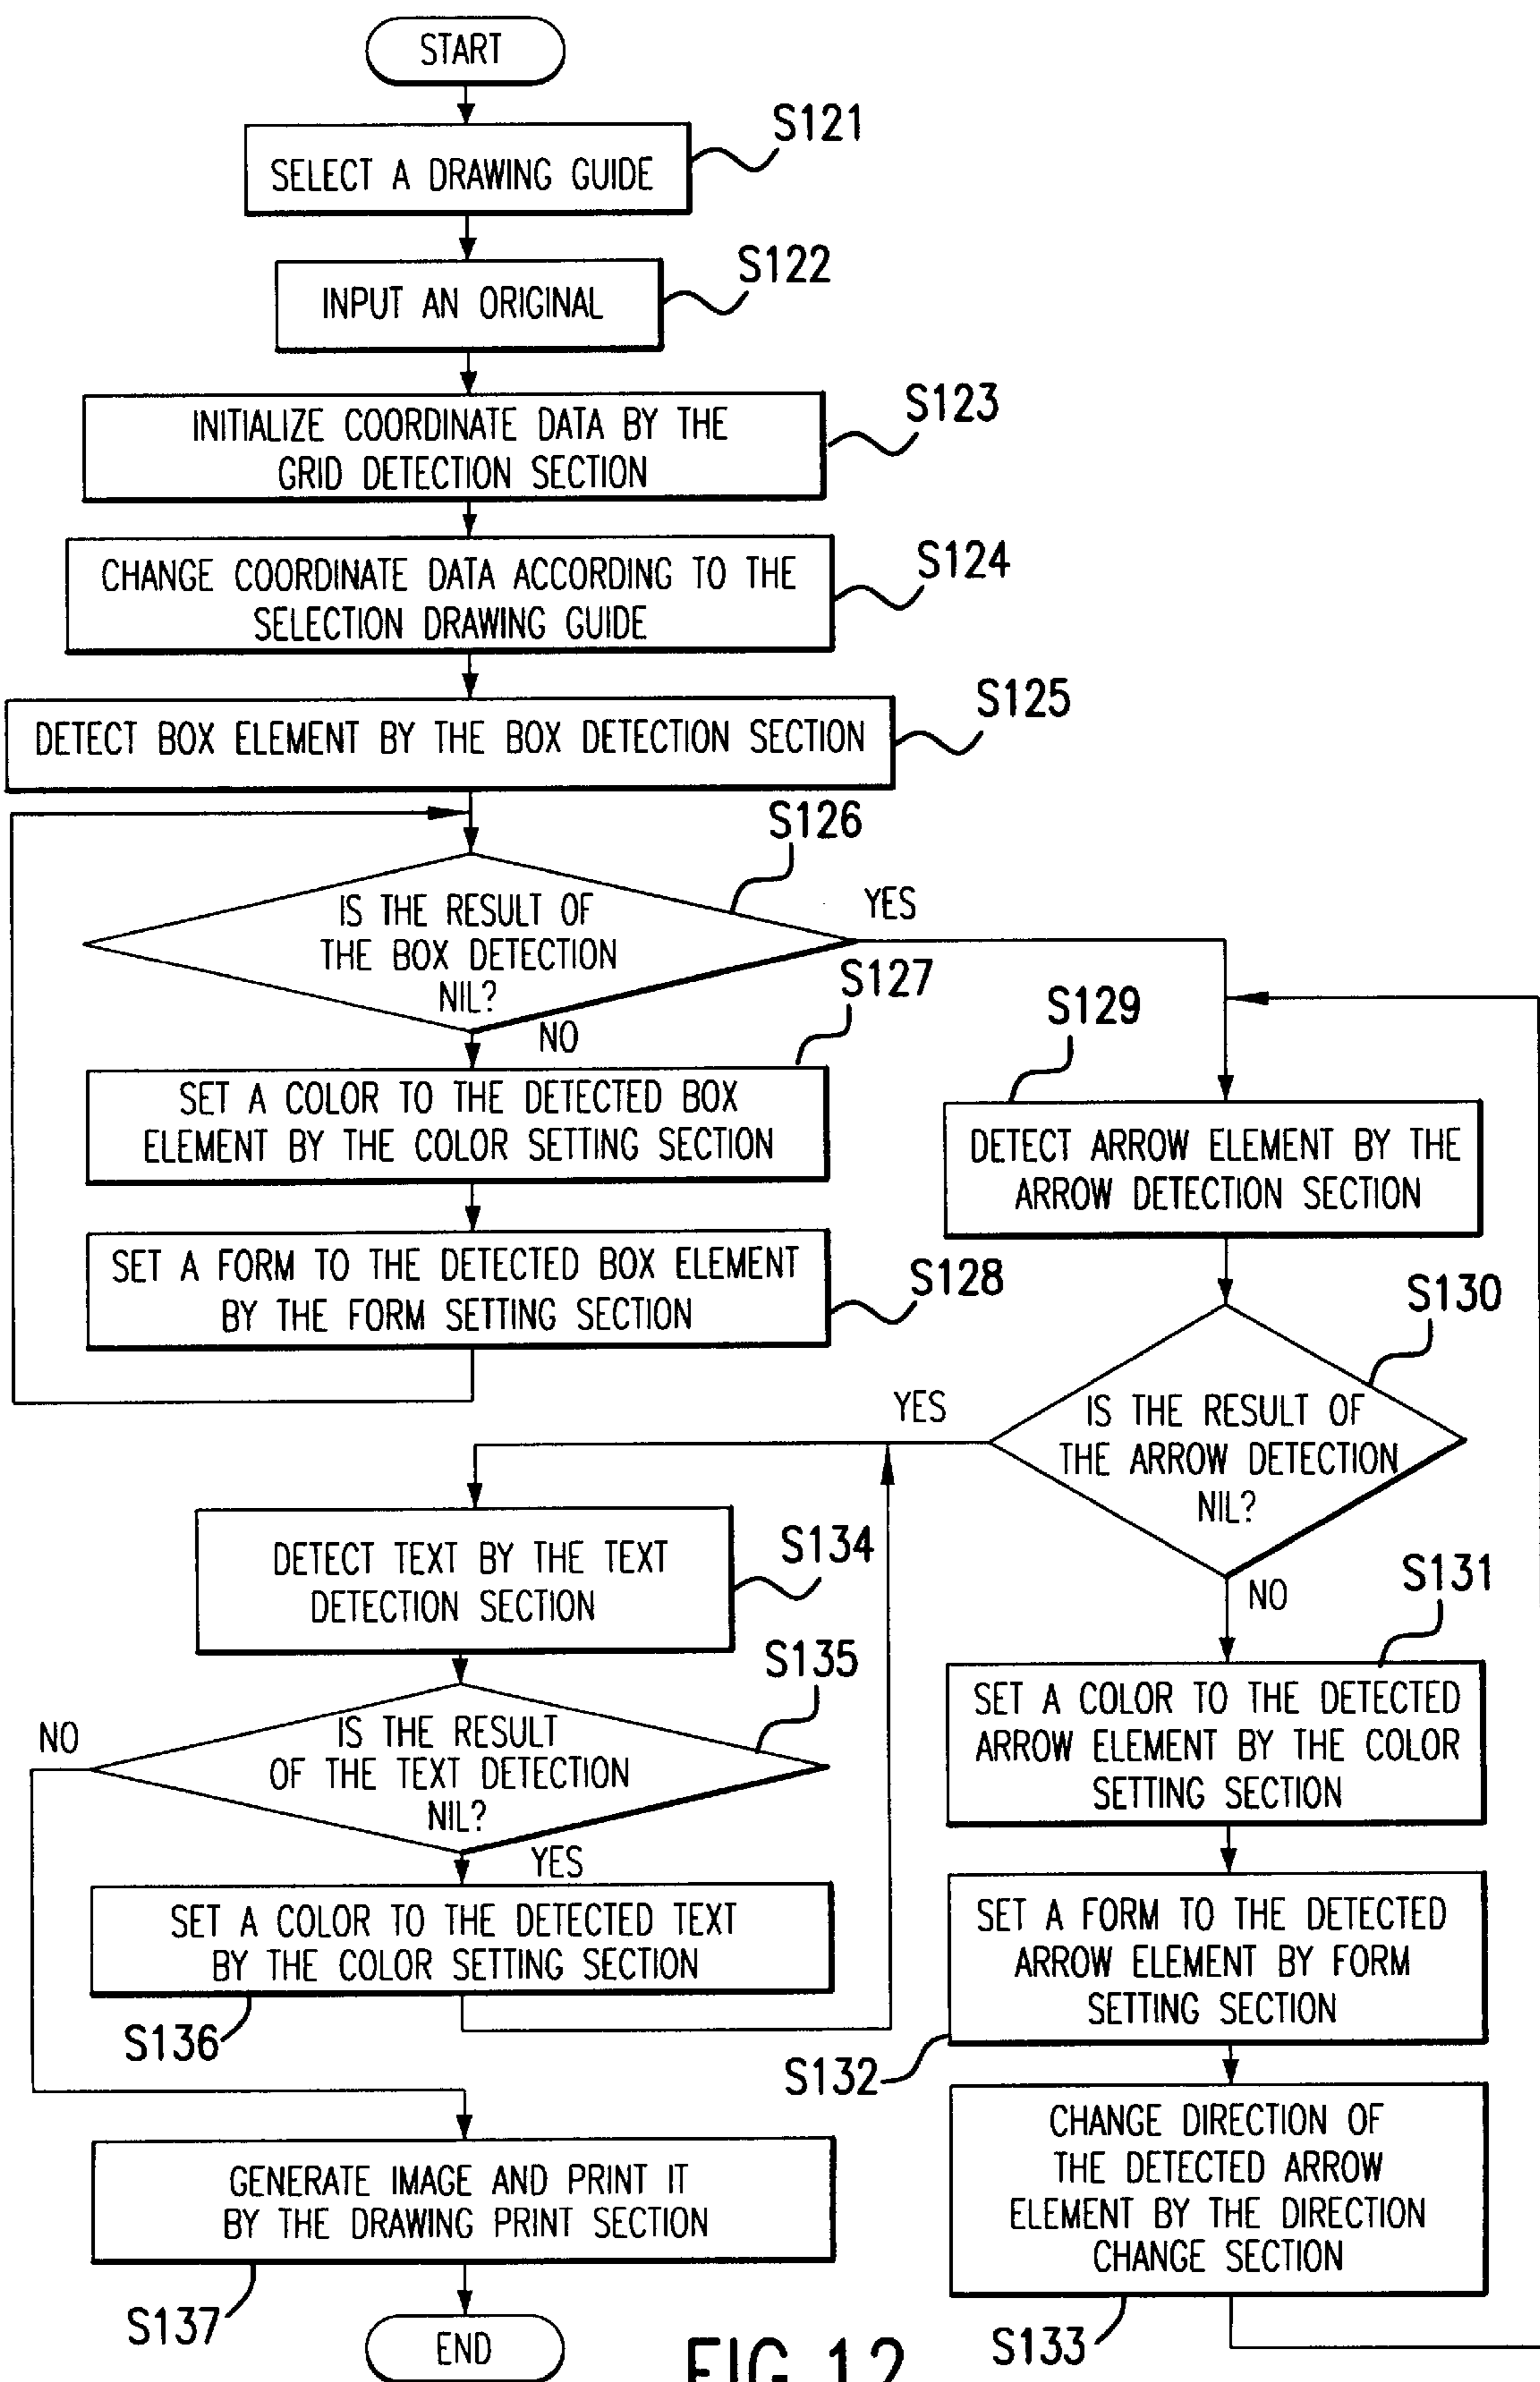 START
S121
SELECT A DRAWING GUIDE
S122
INPUT AN ORIGINAL
S123
INITIALIZE COORDINATE DATA BY THE
GRID DETECTION SECTION
S124
CHANGE COORDINATE DATA ACCORDING TO THE
SELECTION DRAWING GUIDE
S125
DETECT BOX ELEMENT BY THE BOX DETECTION SECTION
S126
IS THE RESULT OF
THE BOX DETECTION
NIL?
YES
NO
S127
SET A COLOR TO THE DETECTED BOX
ELEMENT BY THE COLOR SETTING SECTION
SET A FORM TO THE DETECTED BOX ELEMENT
BY THE FORM SETTING SECTION
S128
S129
DETECT ARROW ELEMENT BY THE
ARROW DETECTION SECTION
S130
IS THE RESULT OF
THE ARROW DETECTION
NIL?
YES
NO
S131
SET A COLOR TO THE DETECTED
ARROW ELEMENT BY THE COLOR
SETTING SECTION
SET A FORM TO THE DETECTED
ARROW ELEMENT BY FORM
SETTING SECTION
S132
CHANGE DIRECTION OF
THE DETECTED ARROW
ELEMENT BY THE DIRECTION
CHANGE SECTION
S133
S134
DETECT TEXT BY THE TEXT
DETECTION SECTION
S135
IS THE RESULT
OF THE TEXT DETECTION
NIL?
NO
YES
SET A COLOR TO THE DETECTED TEXT
BY THE COLOR SETTING SECTION
S136
GENERATE IMAGE AND PRINT IT
BY THE DRAWING PRINT SECTION
S137
END
FIG.12